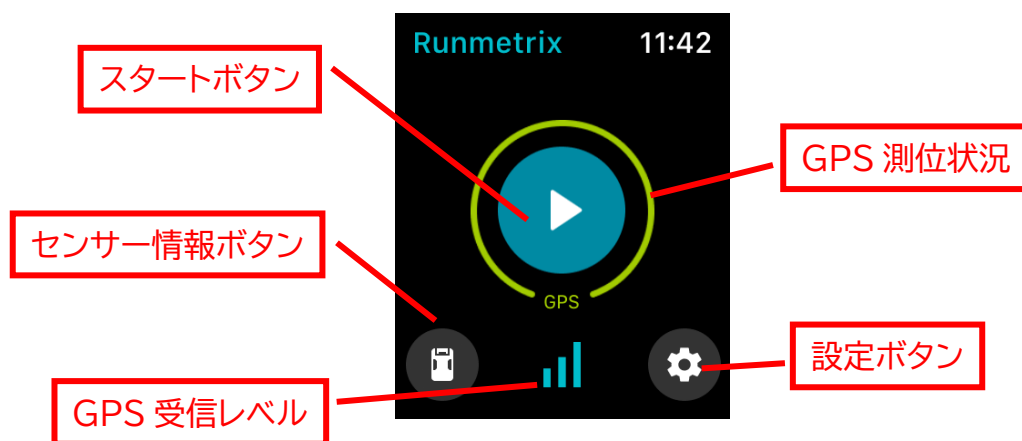 Runmetrix 11:42
スタートボタン
GPS 測位状況
センサー情報ボタン
GPS
設定ボタン
GPS 受信レベル